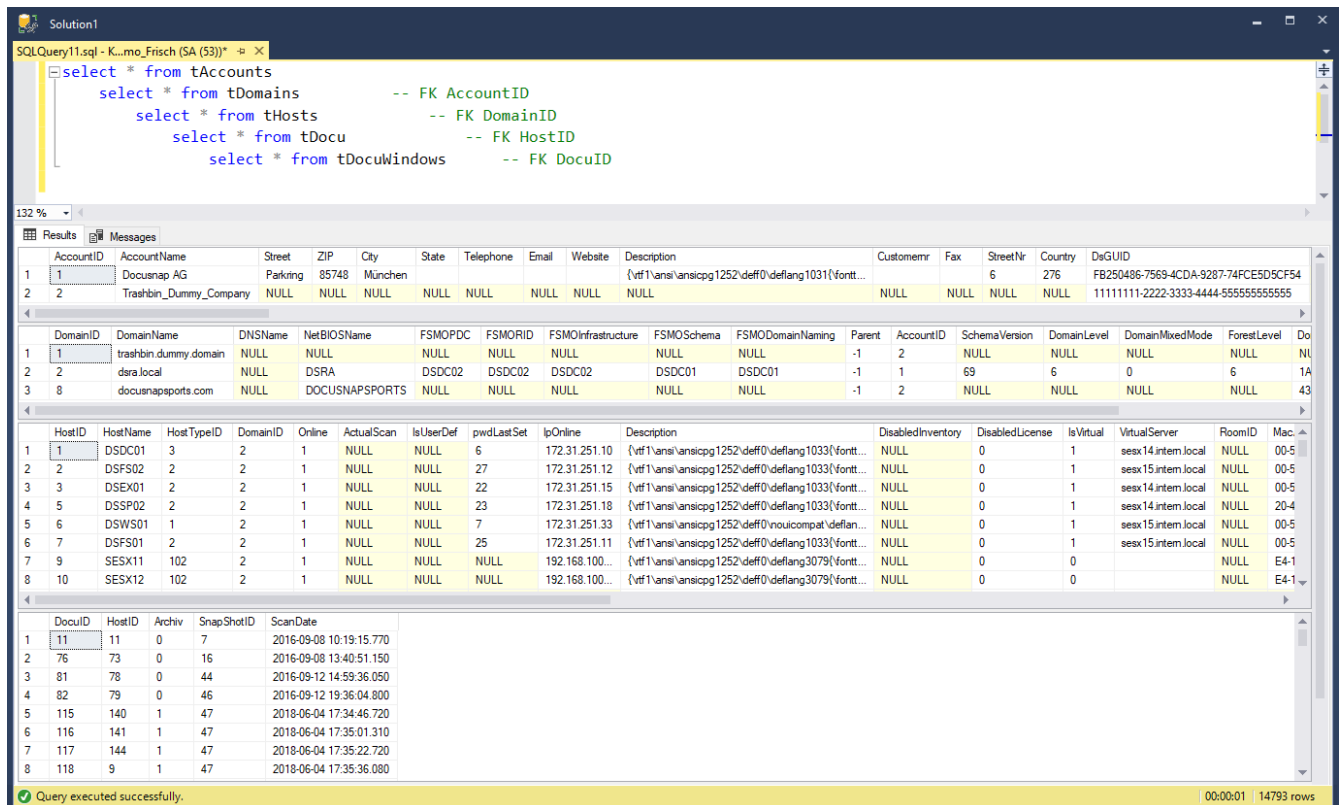 Solution1
SQLQuery11.sql - K...mo_Frisch (SA (53))*
select * from tAccounts
select * from tDomains -- FK AccountID
select * from tHosts -- FK DomainID
select * from tDocu -- FK HostID
select * from tDocuWindows -- FK DocuID
132 %
Results Messages
AccountID AccountName Street ZIP City State Telephone Email Website Description Customernr Fax StreetNr Country DsGUID
1 1 Docusnap AG Parkring 85748 München {\rtf1\ansi\ansicpg1252\deff0\deflang1031{\fontt... 6 276 FB250486-7569-4CDA-9287-74FCE5D5CF54
2 2 Trashbin_Dummy_Company NULL NULL NULL NULL NULL NULL NULL NULL NULL NULL NULL NULL 11111111-2222-3333-4444-555555555555
DomainID DomainName DNSName NetBIOSName FSMOPDC FSMORID FSMOInfrastructure FSMOSchema FSMODomainNaming Parent AccountID SchemaVersion DomainLevel DomainMixedMode ForestLevel Do
1 1 trashbin.dummy.domain NULL NULL NULL NULL NULL NULL NULL -1 2 NULL NULL NULL NULL NU
2 2 dsra.local NULL DSRA DSDC02 DSDC02 DSDC02 DSDC01 DSDC01 -1 1 69 6 0 6 1A
3 8 docusnapsports.com NULL DOCUSNAPSPORTS NULL NULL NULL NULL NULL -1 2 NULL NULL NULL NULL 43
HostID HostName HostTypeID DomainID Online ActualScan IsUserDef pwdLastSet IpOnline Description DisabledInventory DisabledLicense IsVirtual VirtualServer RoomID Mac.
1 1 DSDC01 3 2 1 NULL NULL 6 172.31.251.10 {\rtf1\ansi\ansicpg1252\deff0\deflang1033{\fontt... NULL 0 1 sesx14.intern.local NULL 00-5
2 2 DSFS02 2 2 1 NULL NULL 27 172.31.251.12 {\rtf1\ansi\ansicpg1252\deff0\deflang1033{\fontt... NULL 0 1 sesx15.intern.local NULL 00-5
3 3 DSEX01 2 2 1 NULL NULL 22 172.31.251.15 {\rtf1\ansi\ansicpg1252\deff0\deflang1033{\fontt... NULL 0 1 sesx14.intern.local NULL 00-5
4 5 DSSP02 2 2 1 NULL NULL 23 172.31.251.18 {\rtf1\ansi\ansicpg1252\deff0\deflang1033{\fontt... NULL 0 1 sesx14.intern.local NULL 20-4
5 6 DSWS01 1 2 1 NULL NULL 7 172.31.251.33 {\rtf1\ansi\ansicpg1252\deff0\nouicompat\deflan... NULL 0 1 sesx15.intern.local NULL 00-5
6 7 DSFS01 2 2 1 NULL NULL 25 172.31.251.11 {\rtf1\ansi\ansicpg1252\deff0\deflang1033{\fontt... NULL 0 1 sesx15.intern.local NULL 00-5
7 9 SESX11 102 2 1 NULL NULL NULL 192.168.100... {\rtf1\ansi\ansicpg1252\deff0\deflang3079{\fontt... NULL 0 0 NULL E4-1
8 10 SESX12 102 2 1 NULL NULL NULL 192.168.100... {\rtf1\ansi\ansicpg1252\deff0\deflang3079{\fontt... NULL 0 0 NULL E4-1
DocuID HostID Archiv SnapShotID ScanDate
1 11 11 0 7 2016-09-08 10:19:15.770
2 76 73 0 16 2016-09-08 13:40:51.150
3 81 78 0 44 2016-09-12 14:59:36.050
4 82 79 0 46 2016-09-12 19:36:04.800
5 115 140 1 47 2018-06-04 17:34:46.720
6 116 141 1 47 2018-06-04 17:35:01.310
7 117 144 1 47 2018-06-04 17:35:22.720
8 118 9 1 47 2018-06-04 17:35:36.080
Query executed successfully. 00:00:01 14793 rows